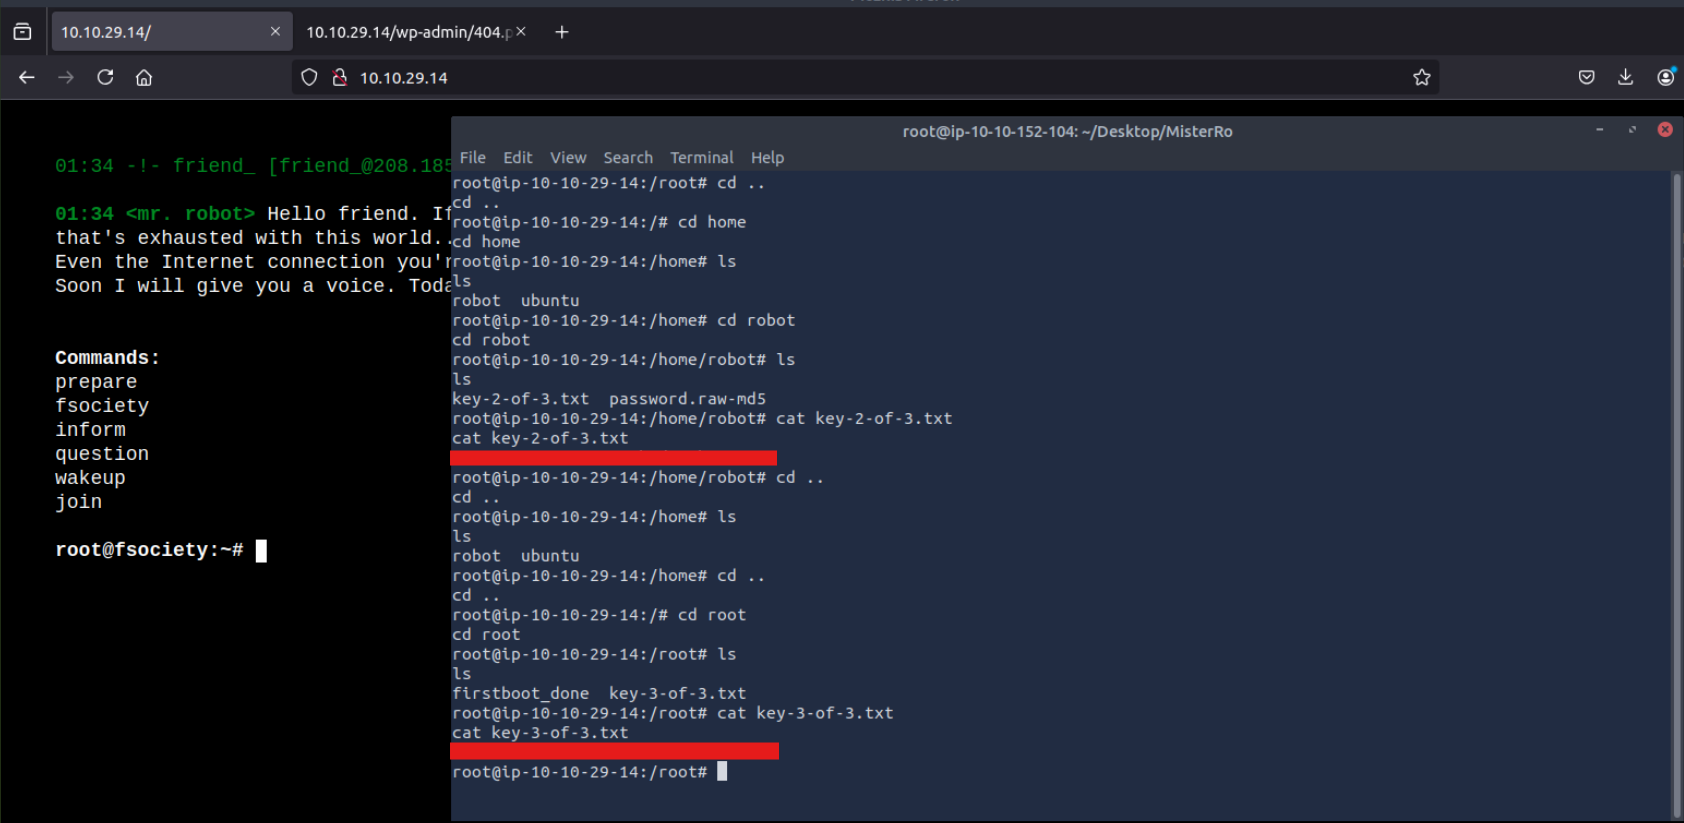 10.10.29.14/
10.10.29.14/wp-admin/404.p
10.10.29.14
01:34 -!- friend_ [friend_@208.185
01:34 <mr. robot> Hello friend. If
that's exhausted with this world..
Even the Internet connection you'r
Soon I will give you a voice. Toda
Commands:
prepare
fsociety
inform
question
wakeup
join
root@fsociety:~#
root@ip-10-10-152-104: ~/Desktop/MisterRo
File Edit View Search Terminal Help
root@ip-10-10-29-14:/root# cd ..
cd ..
root@ip-10-10-29-14:/# cd home
cd home
root@ip-10-10-29-14:/home# ls
ls
robot  ubuntu
root@ip-10-10-29-14:/home# cd robot
cd robot
root@ip-10-10-29-14:/home/robot# ls
ls
key-2-of-3.txt  password.raw-md5
root@ip-10-10-29-14:/home/robot# cat key-2-of-3.txt
cat key-2-of-3.txt
root@ip-10-10-29-14:/home/robot# cd ..
cd ..
root@ip-10-10-29-14:/home# ls
ls
robot  ubuntu
root@ip-10-10-29-14:/home# cd ..
cd ..
root@ip-10-10-29-14:/# cd root
cd root
root@ip-10-10-29-14:/root# ls
ls
firstboot_done  key-3-of-3.txt
root@ip-10-10-29-14:/root# cat key-3-of-3.txt
cat key-3-of-3.txt
root@ip-10-10-29-14:/root#